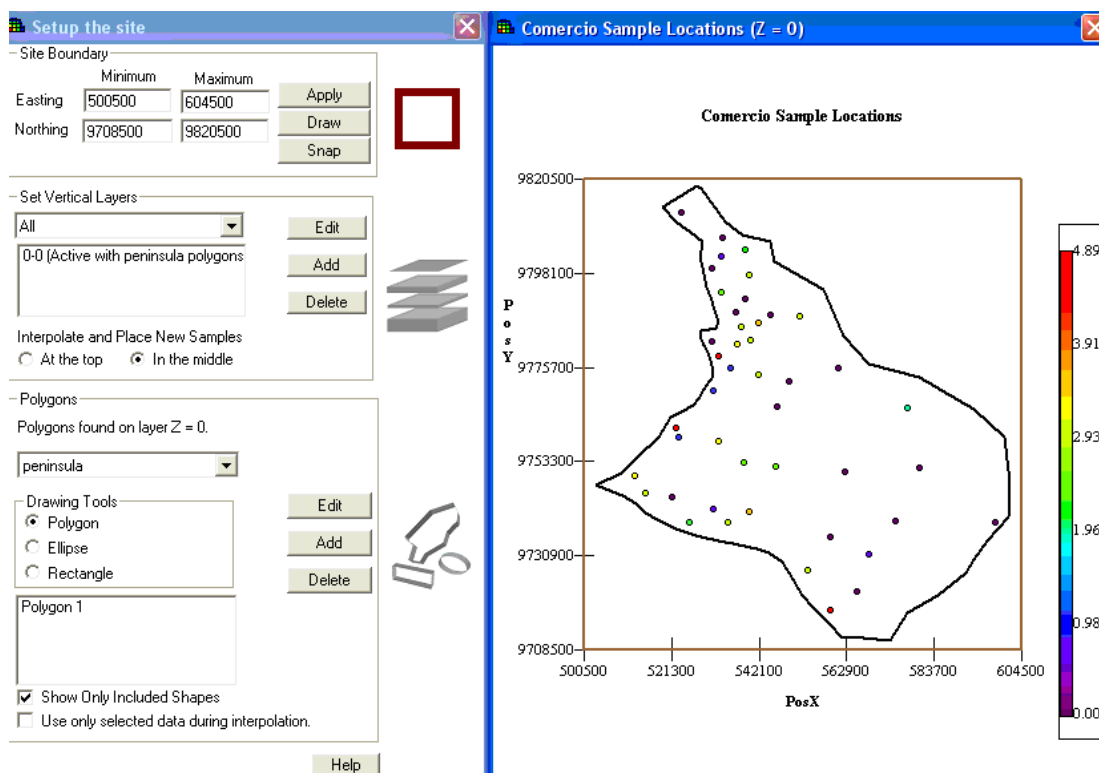 Setup the site
Site Boundary
Minimum Maximum
Easting 500500 604500 Apply
Northing 9708500 9820500 Draw
Snap
Set Vertical Layers
All Edit
0-0 (Active with peninsula polygons Add
Delete
Interpolate and Place New Samples
At the top In the middle
Polygons
Polygons found on layer Z = 0.
peninsula
Drawing Tools Edit
Polygon
Ellipse Add
Rectangle Delete
Polygon 1
Show Only Included Shapes
Use only selected data during interpolation.
Help
Comercio Sample Locations (Z = 0)
Comercio Sample Locations
9820500
9798100
9775700
9753300
9730900
9708500
PosY
500500 521300 542100 562900 583700 604500
PosX
4.89
3.91
2.93
1.96
0.98
0.00